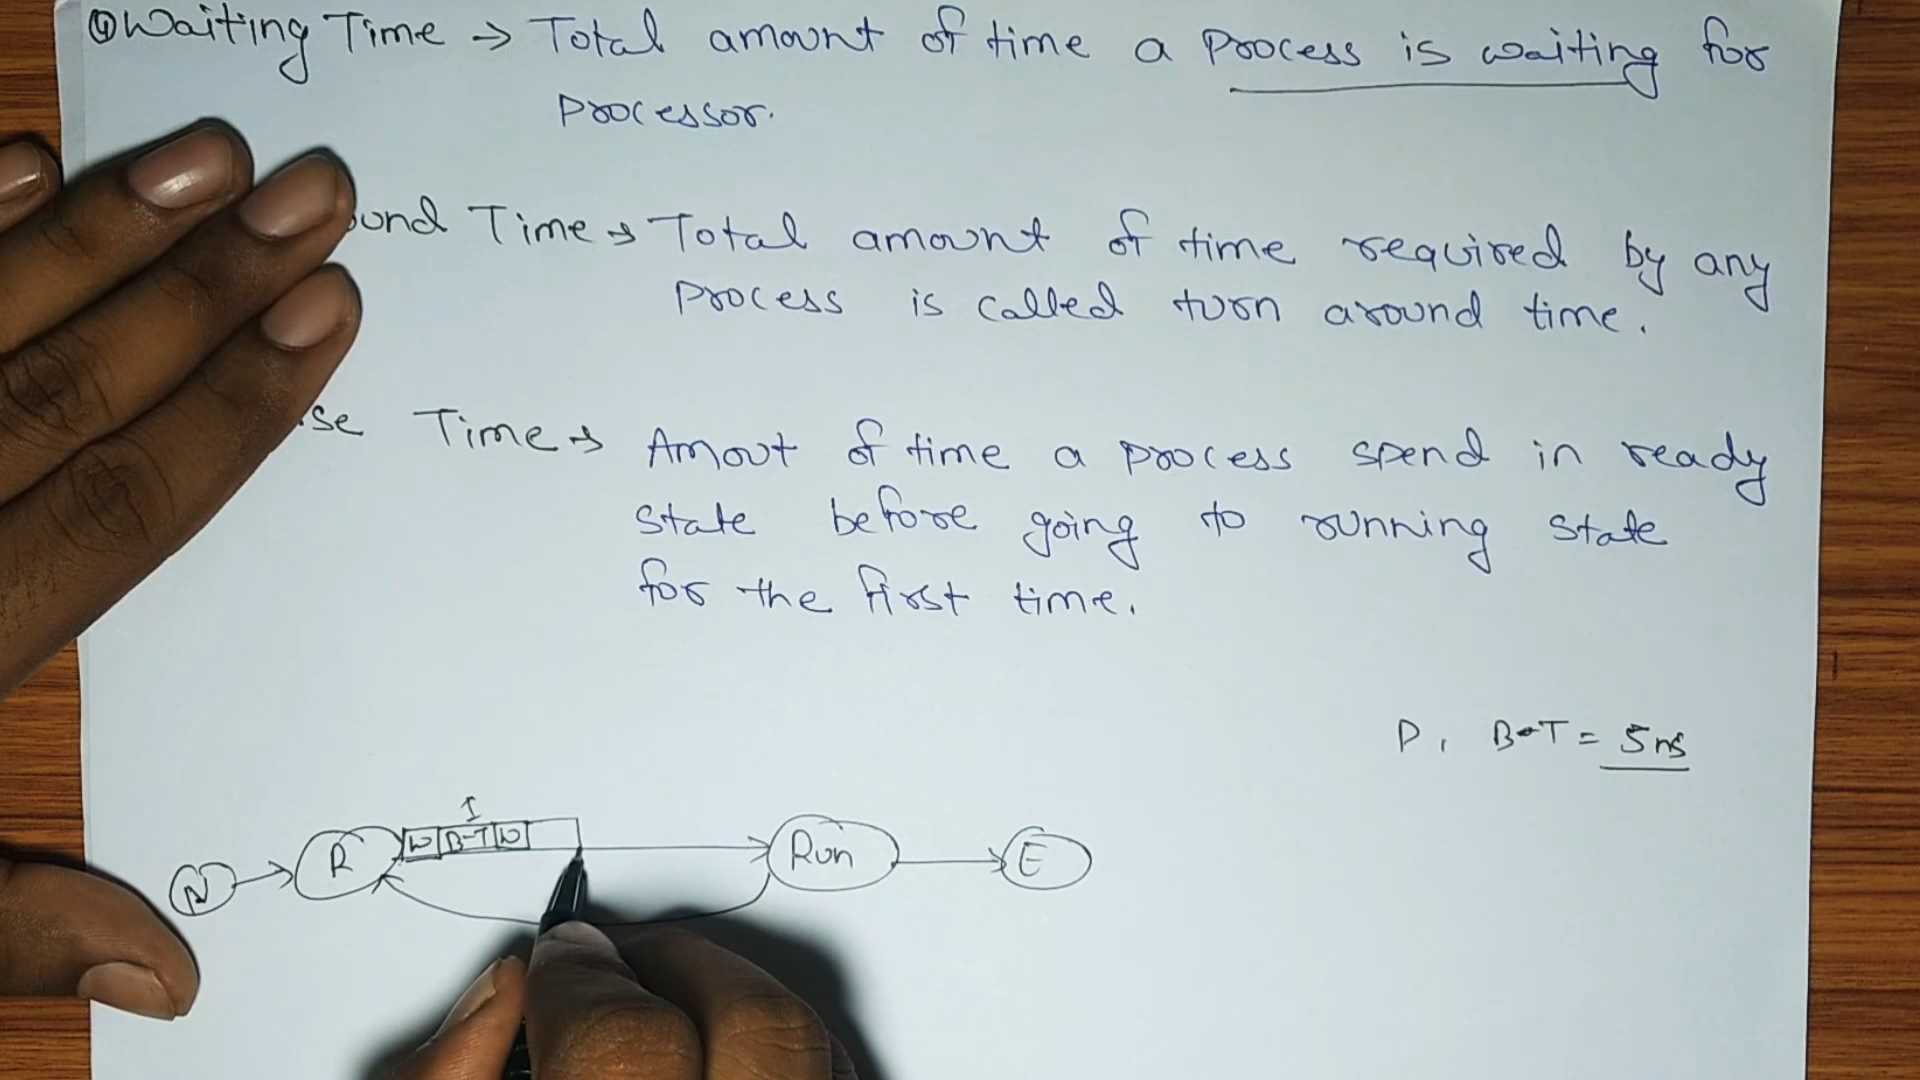 ④ Waiting Time → Total amount of time a process is waiting for
processor.
ound Time → Total amount of time required by any
process is called turn around time.
se Time → Amout of time a process spend in ready
state before going to running state
for the first time.
P1 B-T = 5ns
I
N R W B-T W Run E